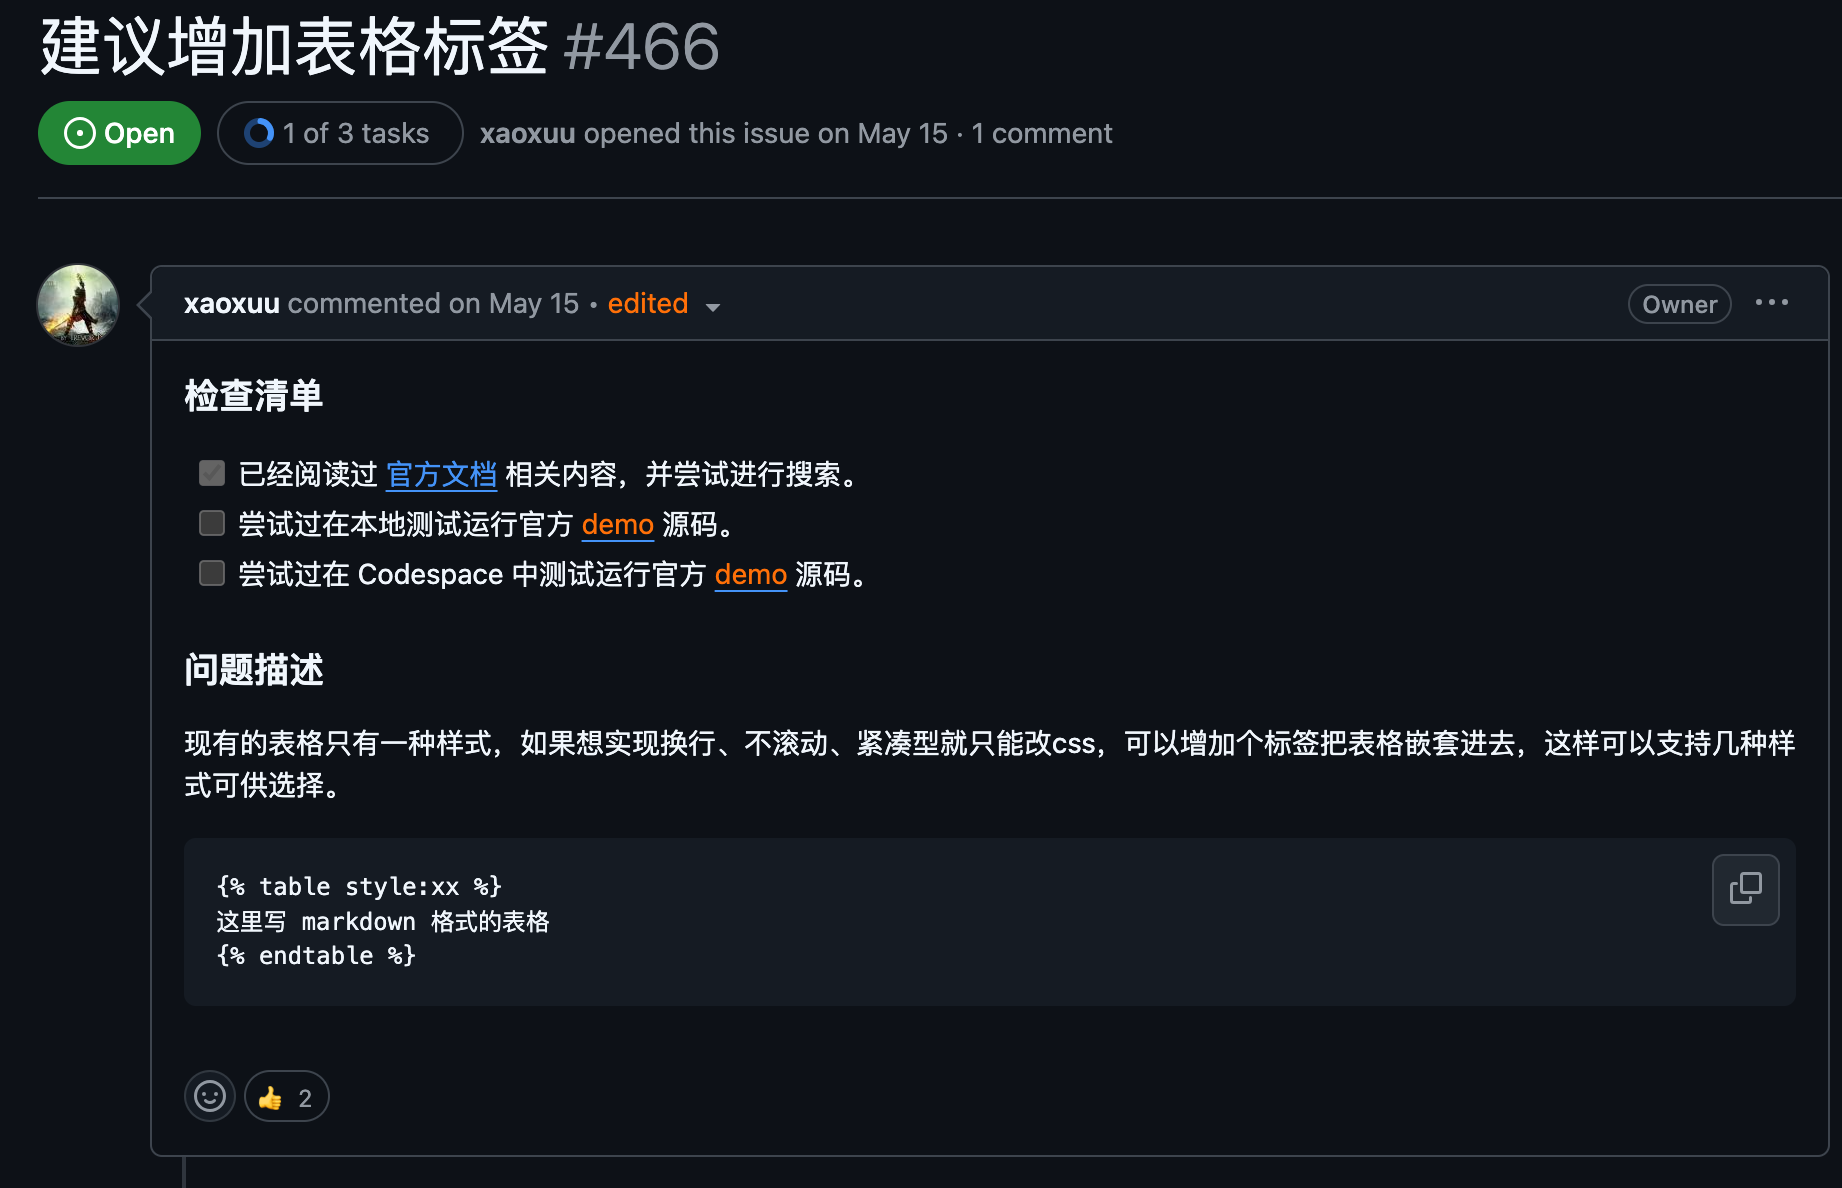 建议增加表格标签 #466
Open 1 of 3 tasks xaoxuu opened this issue on May 15 · 1 comment
xaoxuu commented on May 15 • edited Owner
检查清单
已经阅读过 官方文档 相关内容，并尝试进行搜索。
尝试过在本地测试运行官方 demo 源码。
尝试过在 Codespace 中测试运行官方 demo 源码。
问题描述
现有的表格只有一种样式，如果想实现换行、不滚动、紧凑型就只能改css，可以增加个标签把表格嵌套进去，这样可以支持几种样
式可供选择。
{% table style:xx %}
这里写 markdown 格式的表格
{% endtable %}
👍 2